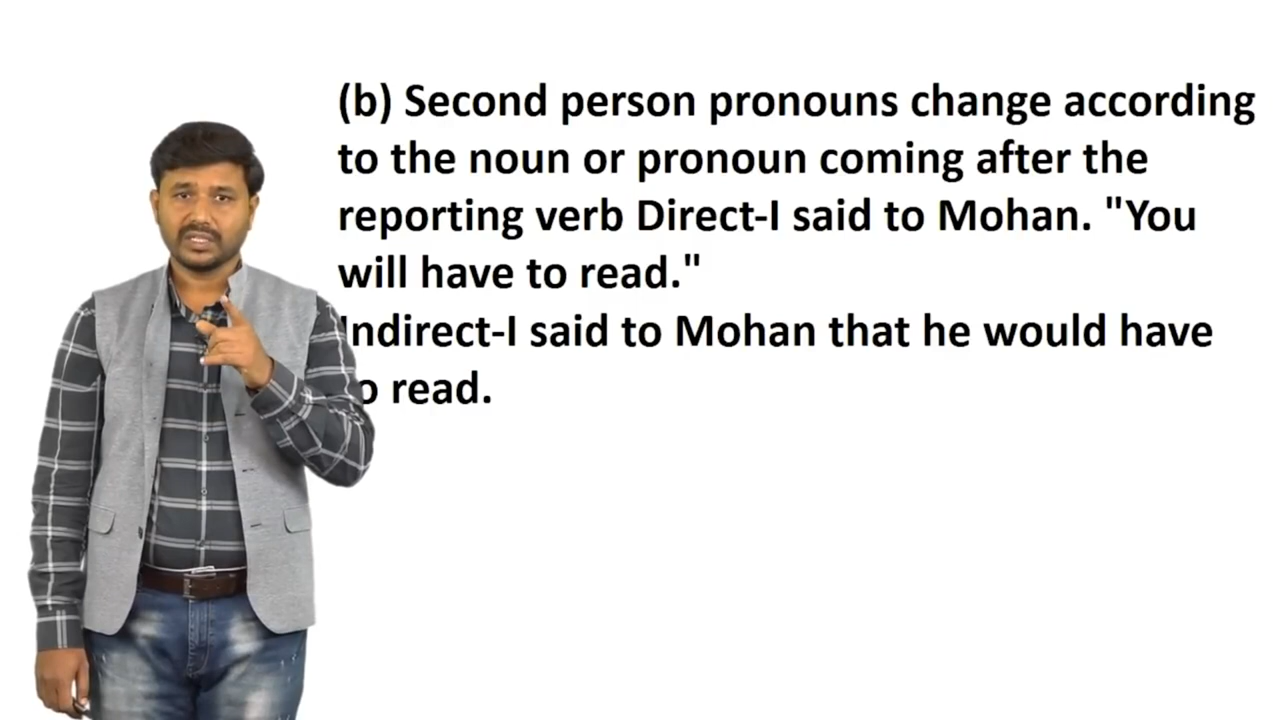 (b) Second person pronouns change according
to the noun or pronoun coming after the
reporting verb Direct-I said to Mohan. "You
will have to read."
Indirect-I said to Mohan that he would have
to read.